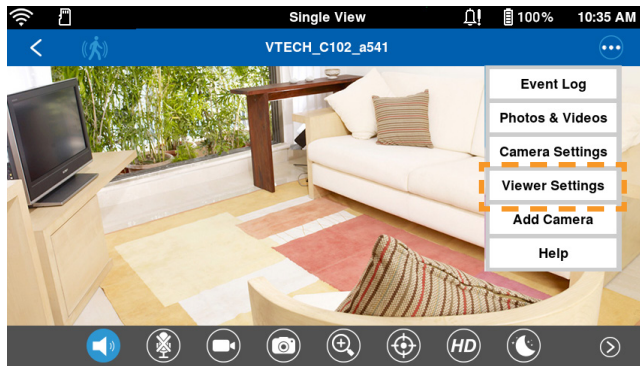 Single View
100%
10:35 AM
VTECH_C102_a541
Event Log
Photos & Videos
Camera Settings
Viewer Settings
Add Camera
Help
HD